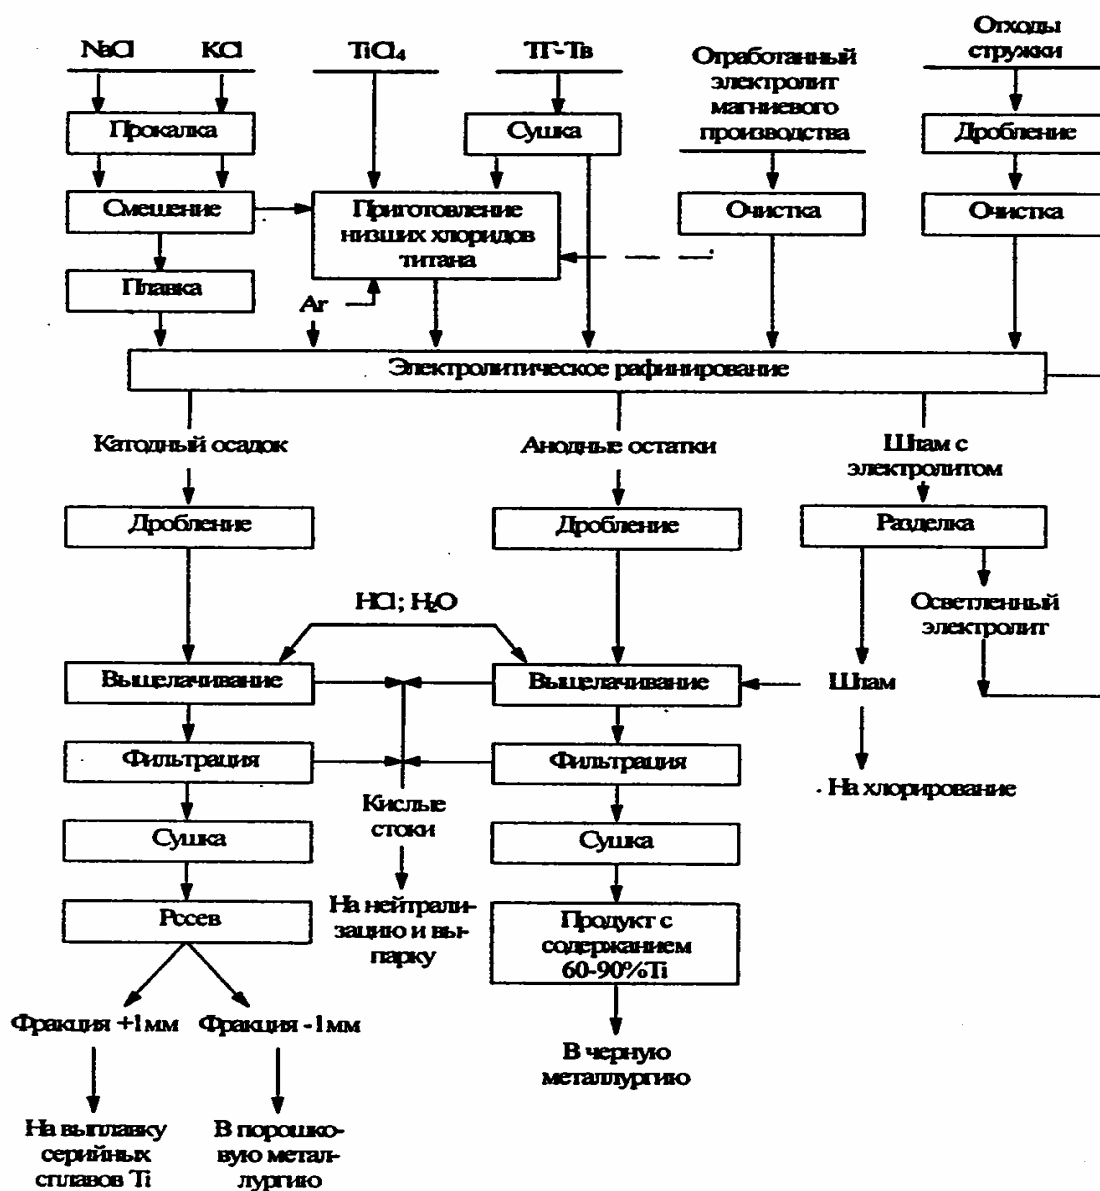 NaCl
KCl
TiCl₄
ТГ-Тв
Отработанный
электролит
магниевого
производства
Отходы
стружки
Прокалка
Сушка
Дробление
Смешение
Приготовление
низших хлоридов
титана
Очистка
Очистка
Плавка
Ar
Электролитическое рафинирование
Катодный осадок
Анодные остатки
Шлам с
электролитом
Дробление
Дробление
Разделка
HCl; H₂O
Осветленный
электролит
Выщелачивание
Выщелачивание
Шлам
Фильтрация
Фильтрация
На хлорирование
Кислые
стоки
Сушка
Сушка
Рссев
На нейтрали-
зацию и вы-
парку
Продукт с
содержанием
60-90%Ti
Фракция +1мм
Фракция -1мм
В черную
металлургию
На выплавку
серийных
сплавов Ti
В порошко-
вую метал-
лургию